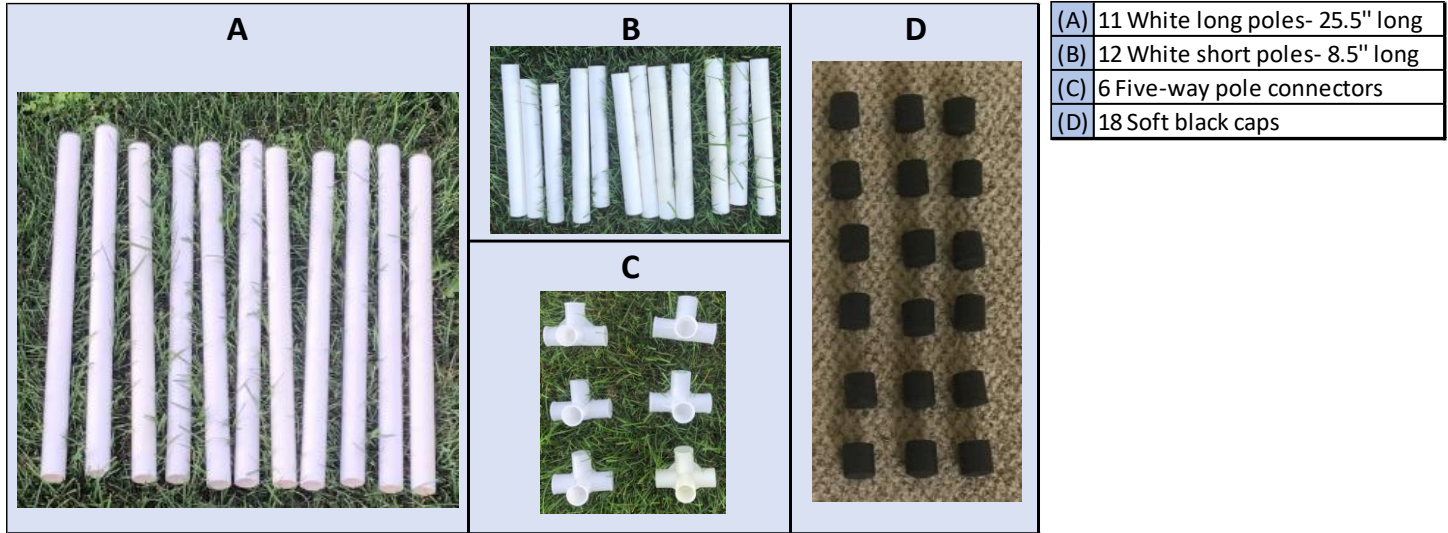 A
B
D
C
(A) 11 White long poles- 25.5" long
(B) 12 White short poles- 8.5" long
(C) 6 Five-way pole connectors
(D) 18 Soft black caps